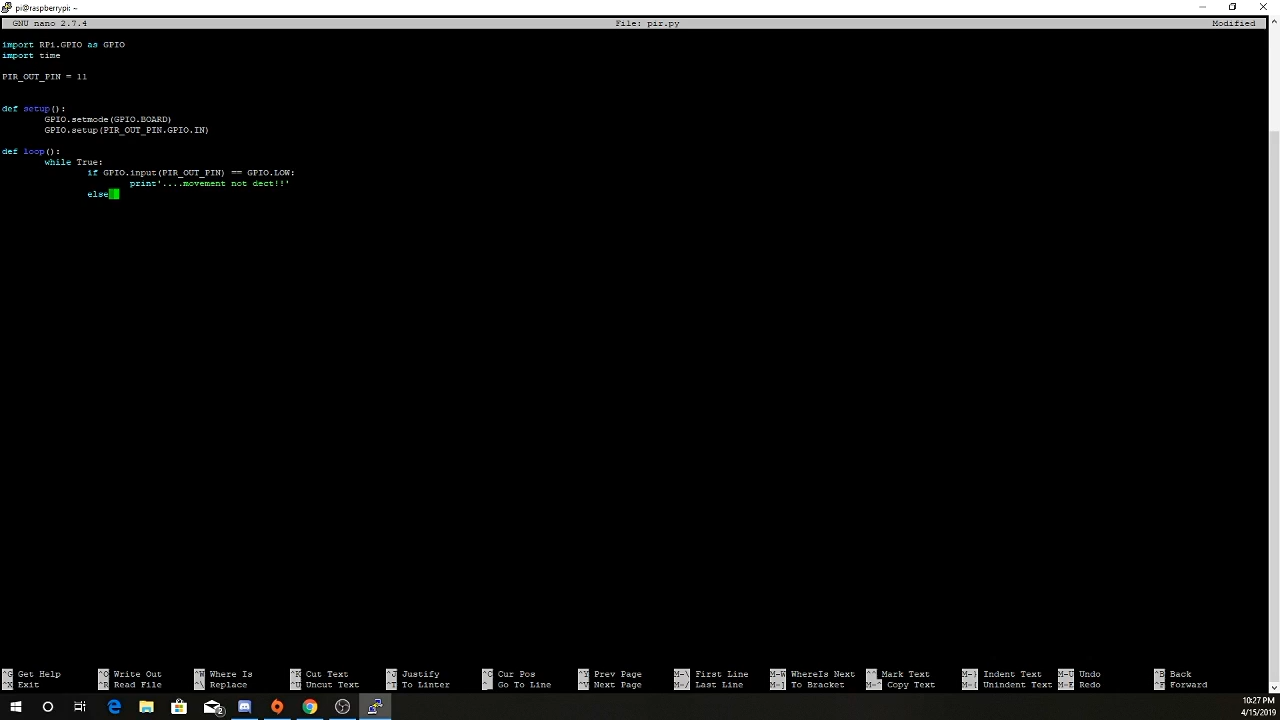 pi@raspberrypi: ~
GNU nano 2.7.4 File: pir.py Modified
import RPi.GPIO as GPIO
import time
PIR_OUT_PIN = 11
def setup():
GPIO.setmode(GPIO.BOARD)
GPIO.setup(PIR_OUT_PIN.GPIO.IN)
def loop():
while True:
if GPIO.input(PIR_OUT_PIN) == GPIO.LOW:
print'....movement not dect!!'
else
^G Get Help ^O Write Out ^W Where Is ^K Cut Text ^J Justify ^C Cur Pos ^Y Prev Page M-\ First Line M-W WhereIs Next ^^ Mark Text M-} Indent Text M-U Undo ^B Back
^X Exit ^R Read File ^\ Replace ^U Uncut Text ^T To Linter ^_ Go To Line ^V Next Page M-/ Last Line M-] To Bracket M-^ Copy Text M-{ Unindent Text M-E Redo ^F Forward
10:27 PM
4/15/2019